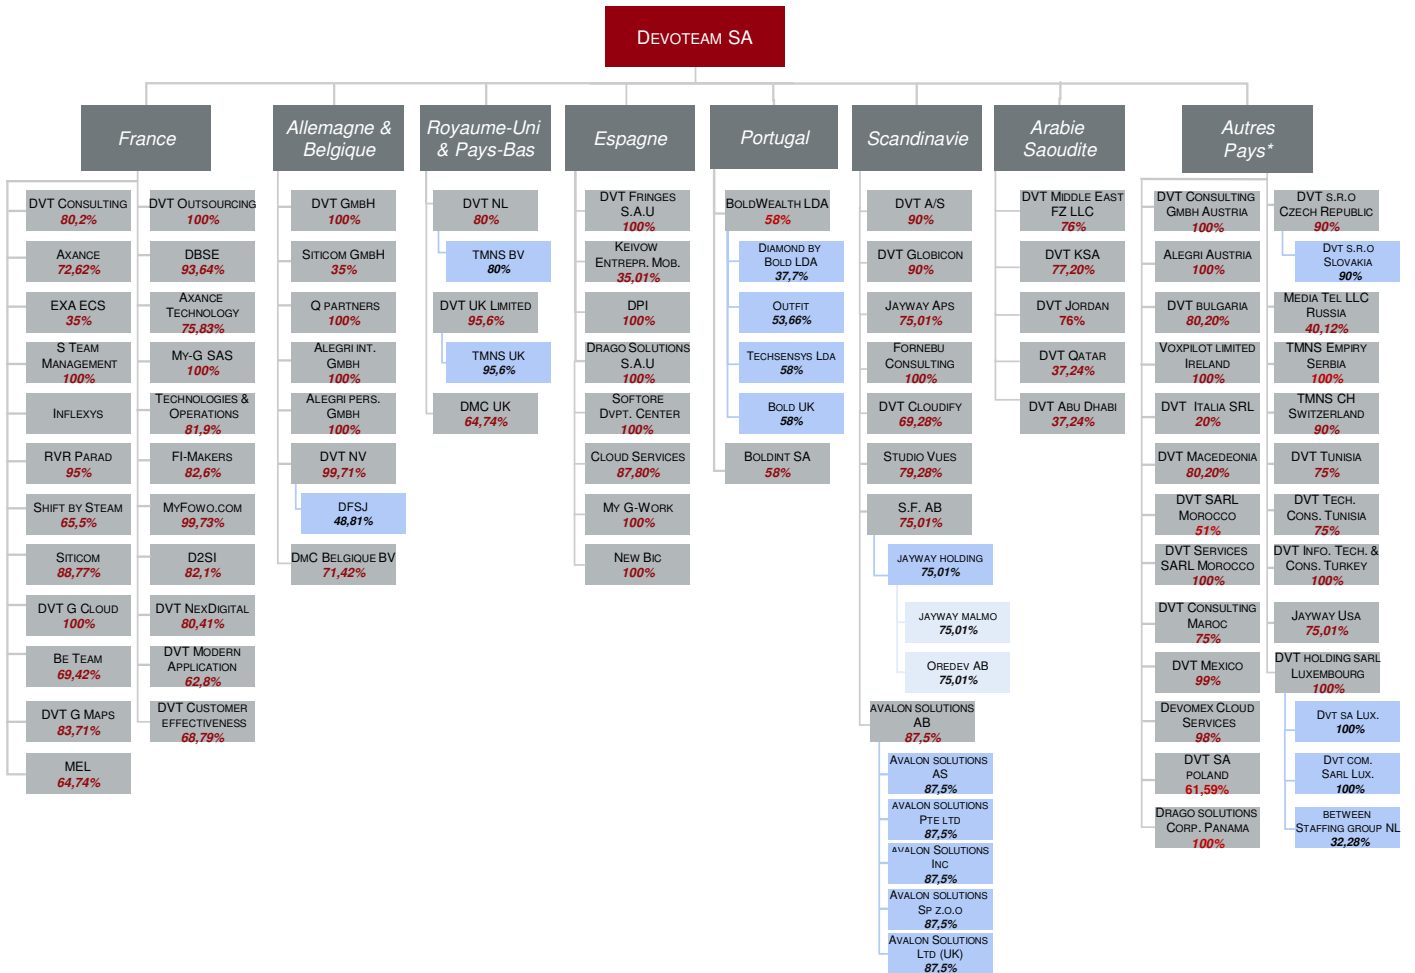 Devoteam SA
France
DVT Consulting
80,2%
Axance
72,62%
EXA ECS
35%
S Team
Management
100%
Inflexys
RVR Parad
95%
Shift by Steam
65,5%
Siticom
88,77%
DVT G Cloud
100%
Be Team
69,42%
DVT G Maps
83,71%
MEL
64,74%
DVT Outsourcing
100%
DBSE
93,64%
Axance
Technology
75,83%
My-G SAS
100%
Technologies &
Operations
81,9%
FI-Makers
82,6%
MyFowo.com
99,73%
D2SI
82,1%
DVT NexDigital
80,41%
DVT Modern
Application
62,8%
DVT Customer
effectiveness
68,79%
Allemagne &
Belgique
DVT GmbH
100%
Siticom GmbH
35%
Q partners
100%
Alegri int.
GmbH
100%
Alegri pers.
GmbH
100%
DVT NV
99,71%
DFSJ
48,81%
DmC Belgique BV
71,42%
Royaume-Uni
& Pays-Bas
DVT NL
80%
TMNS BV
80%
DVT UK Limited
95,6%
TMNS UK
95,6%
DMC UK
64,74%
Espagne
DVT Fringes
S.A.U
100%
Keivow
Entrepr. Mob.
35,01%
DPI
100%
Drago Solutions
S.A.U
100%
Softore
Dvpt. Center
100%
Cloud Services
87,80%
My G-Work
100%
New Bic
100%
Portugal
BoldWealth LDA
58%
Diamond by
Bold LDA
37,7%
Outfit
53,66%
Techsensys Lda
58%
Bold UK
58%
Boldint SA
58%
Scandinavie
DVT A/S
90%
DVT Globicon
90%
Jayway Aps
75,01%
Fornebu
Consulting
100%
DVT Cloudify
69,28%
Studio Vues
79,28%
S.F. AB
75,01%
jayway holding
75,01%
jayway malmo
75,01%
Oredev AB
75,01%
avalon solutions
AB
87,5%
Avalon solutions
AS
87,5%
avalon solutions
Pte ltd
87,5%
avalon Solutions
Inc
87,5%
Avalon solutions
Sp z.o.o
87,5%
Avalon Solutions
Ltd (UK)
87,5%
Arabie
Saoudite
DVT Middle East
FZ LLC
76%
DVT KSA
77,20%
DVT Jordan
76%
DVT Qatar
37,24%
DVT Abu Dhabi
37,24%
Autres
Pays*
DVT Consulting
Gmbh Austria
100%
Alegri Austria
100%
DVT bulgaria
80,20%
Voxpilot limited
Ireland
100%
DVT Italia SRL
20%
DVT Macedeonia
80,20%
DVT SARL
Morocco
51%
DVT Services
SARL Morocco
100%
DVT Consulting
Maroc
75%
DVT Mexico
99%
Devomex Cloud
Services
98%
DVT SA
poland
61,59%
Drago solutions
Corp. Panama
100%
DVT s.r.o
Czech Republic
90%
Dvt s.r.o
Slovakia
90%
Media Tel LLC
Russia
40,12%
TMNS Empiry
Serbia
100%
TMNS CH
Switzerland
90%
DVT Tunisia
75%
DVT Tech.
Cons. Tunisia
75%
DVT Info. Tech. &
Cons. Turkey
100%
Jayway Usa
75,01%
DVT holding sarl
Luxembourg
100%
Dvt sa Lux.
100%
Dvt com.
Sarl Lux.
100%
between
Staffing group NL
32,28%